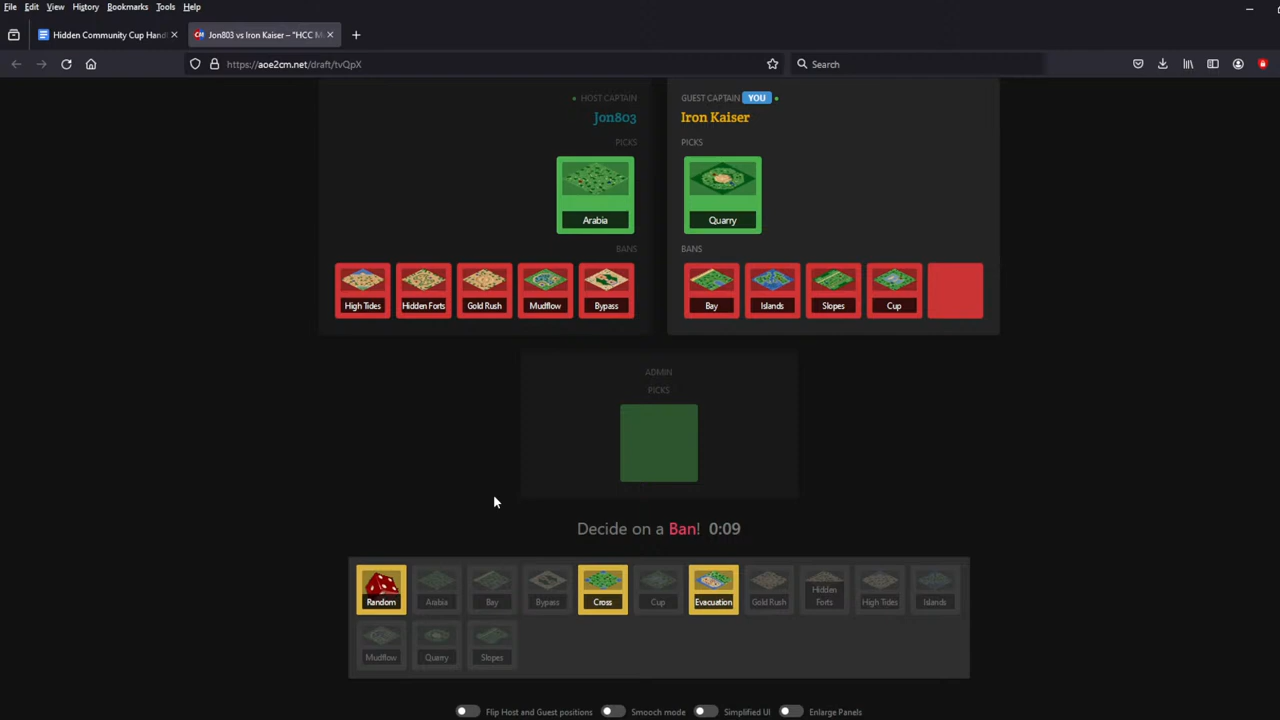 File Edit View History Bookmarks Tools Help
Hidden Community Cup Hand
Jon803 vs Iron Kaiser – "HCC M
https://aoe2cm.net/draft/tvQpX
Search
HOST CAPTAIN
Jon803
PICKS
Arabia
BANS
High Tides
Hidden Forts
Gold Rush
Mudflow
Bypass
GUEST CAPTAIN YOU
Iron Kaiser
PICKS
Quarry
BANS
Bay
Islands
Slopes
Cup
ADMIN
PICKS
Decide on a Ban! 0:09
Random
Arabia
Bay
Bypass
Cross
Cup
Evacuation
Gold Rush
Hidden
Forts
High Tides
Islands
Mudflow
Quarry
Slopes
Flip Host and Guest positions
Smooch mode
Simplified UI
Enlarge Panels